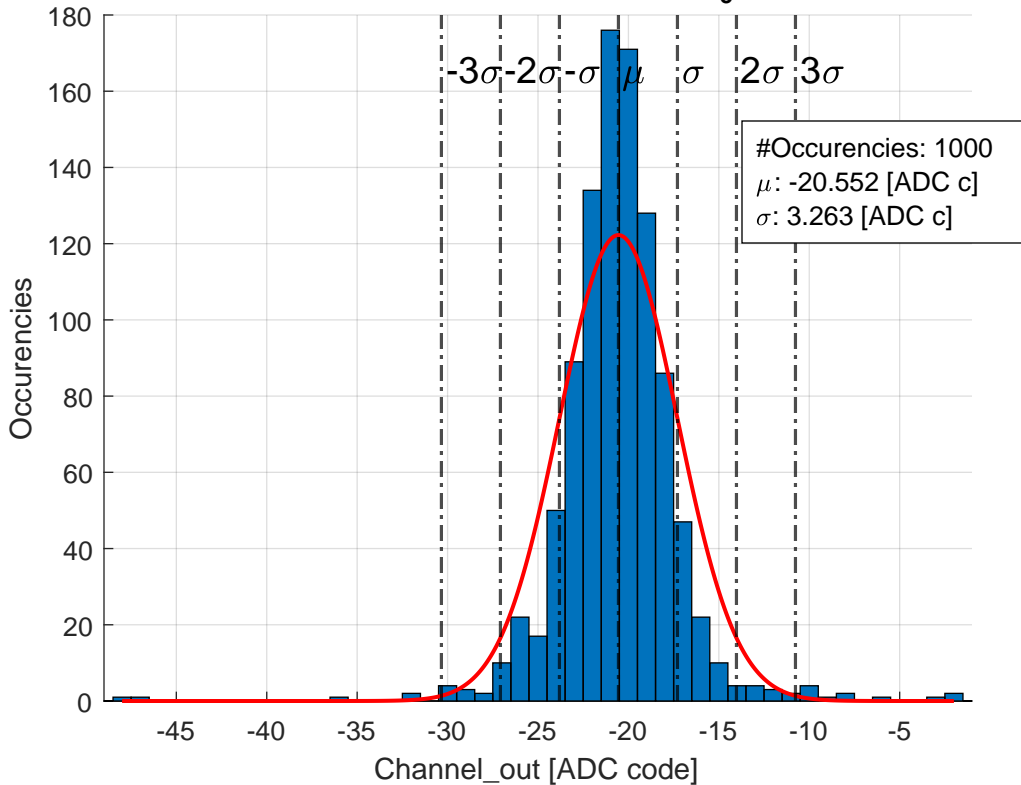 180
160
140
120
100
80
60
40
20
0
Occurencies
-3σ -2σ -σ μ σ 2σ 3σ
#Occurencies: 1000
μ: -20.552 [ADC c]
σ: 3.263 [ADC c]
-45 -40 -35 -30 -25 -20 -15 -10 -5
Channel_out [ADC code]